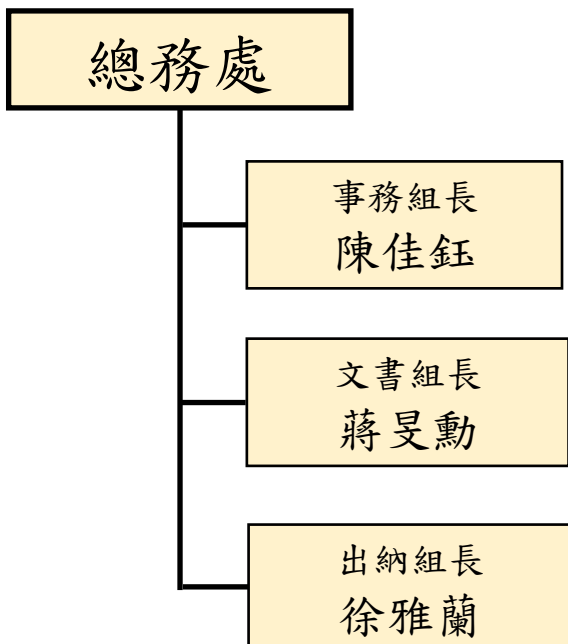 總務處
事務組長
陳佳鈺
文書組長
蔣旻勳
出納組長
徐雅蘭